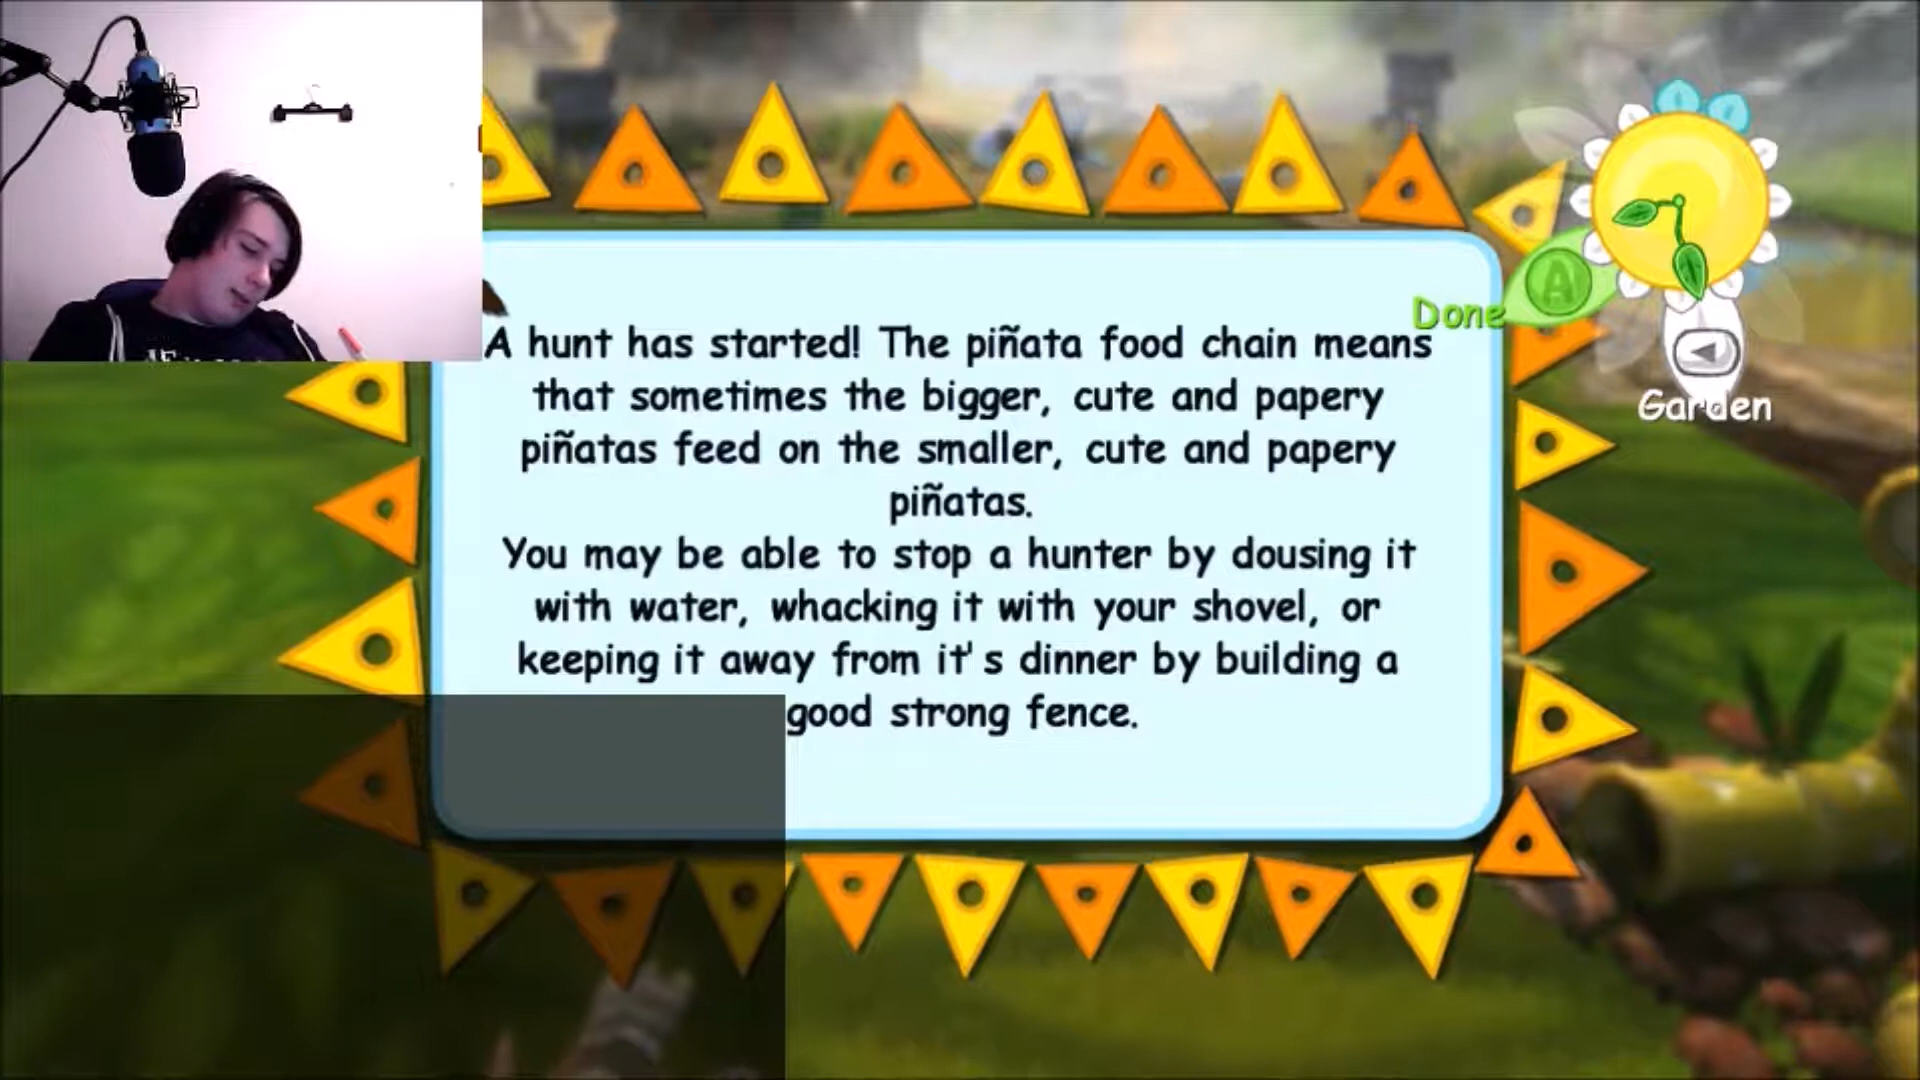 A hunt has started! The piñata food chain means
that sometimes the bigger, cute and papery
piñatas feed on the smaller, cute and papery
piñatas.
You may be able to stop a hunter by dousing it
with water, whacking it with your shovel, or
keeping it away from it's dinner by building a
good strong fence.
Done
A
Garden